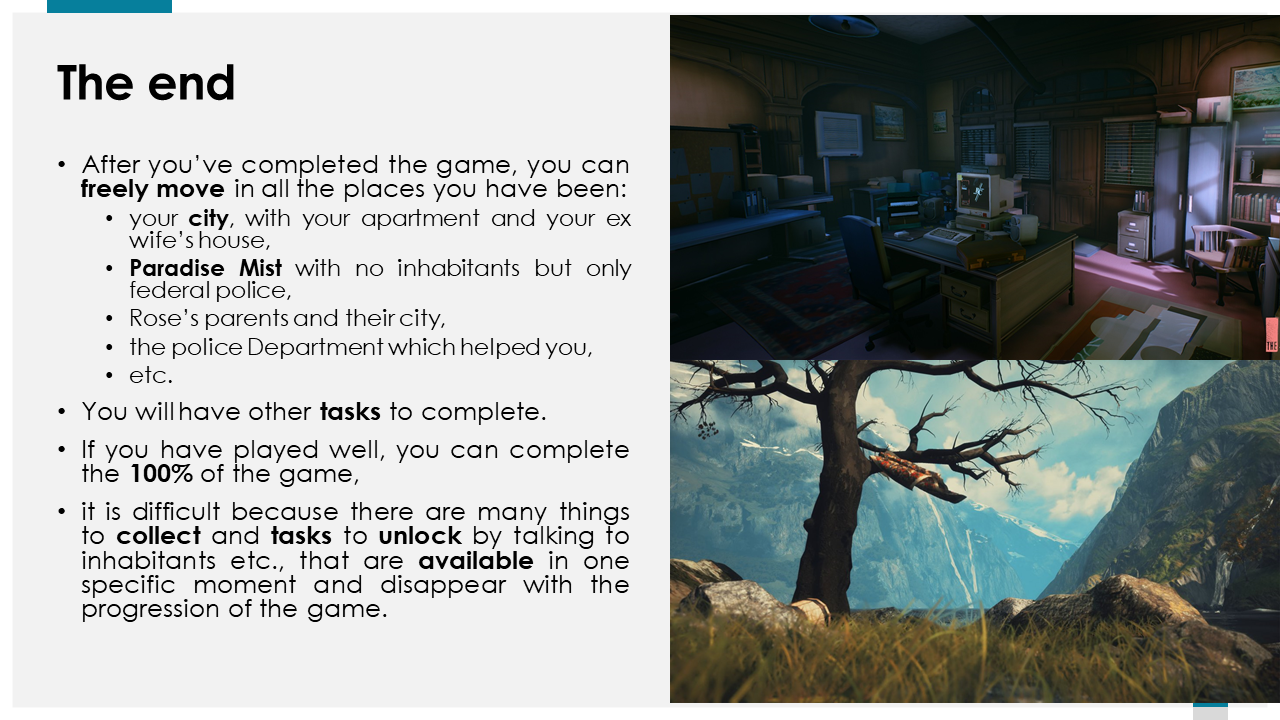 The end
• After you’ve completed the game, you can
freely move in all the places you have been:
• your city, with your apartment and your ex
wife’s house,
• Paradise Mist with no inhabitants but only
federal police,
• Rose’s parents and their city,
• the police Department which helped you,
• etc.
• You will have other tasks to complete.
• If you have played well, you can complete
the 100% of the game,
• it is difficult because there are many things
to collect and tasks to unlock by talking to
inhabitants etc., that are available in one
specific moment and disappear with the
progression of the game.
THE